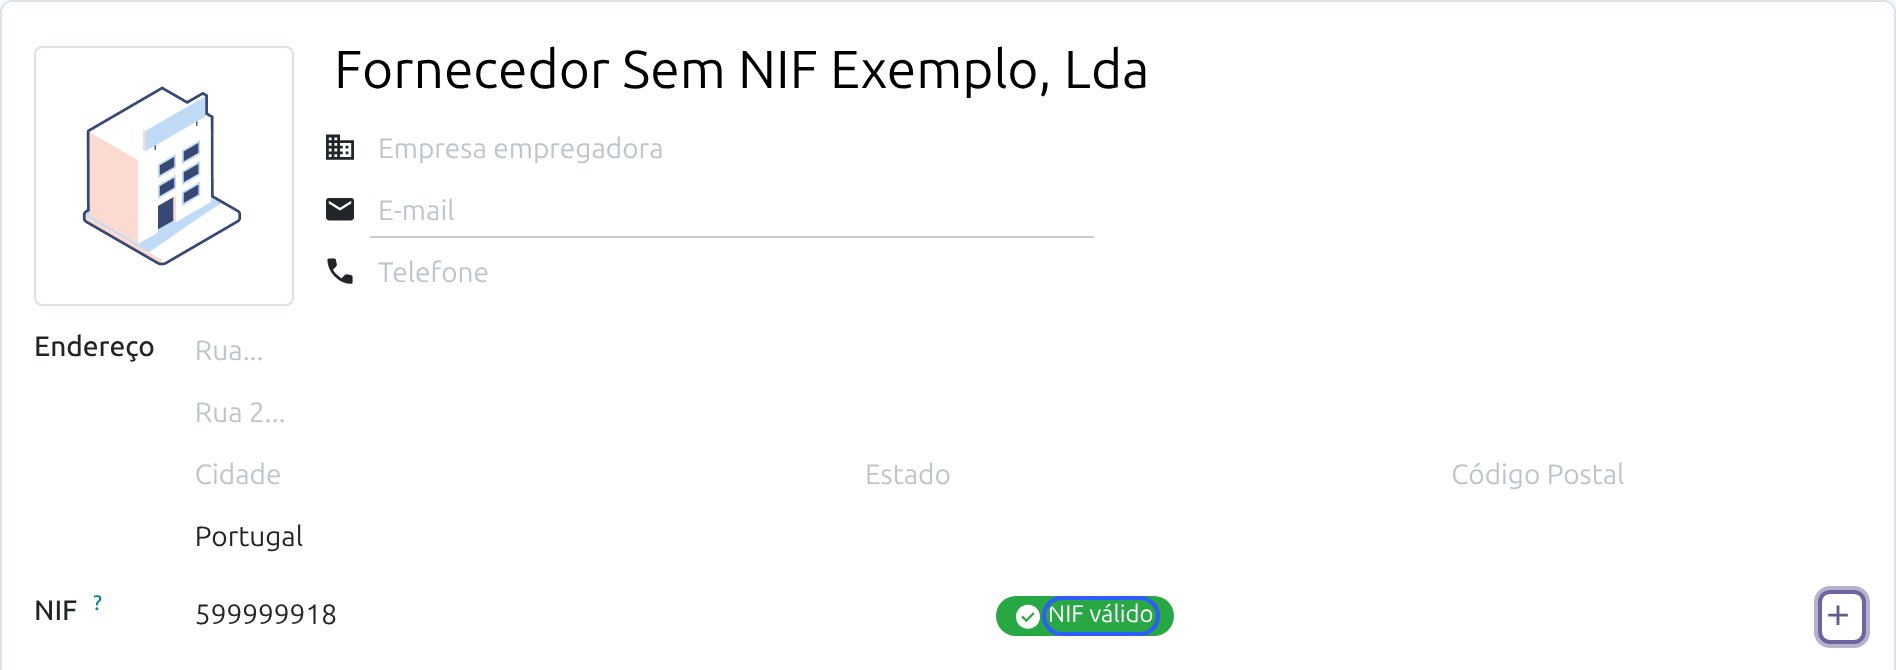 Fornecedor Sem NIF Exemplo, Lda
Empresa empregadora
E-mail
Telefone
Endereço
Rua...
Rua 2...
Cidade Estado Código Postal
Portugal
NIF ? 599999918 NIF válido +